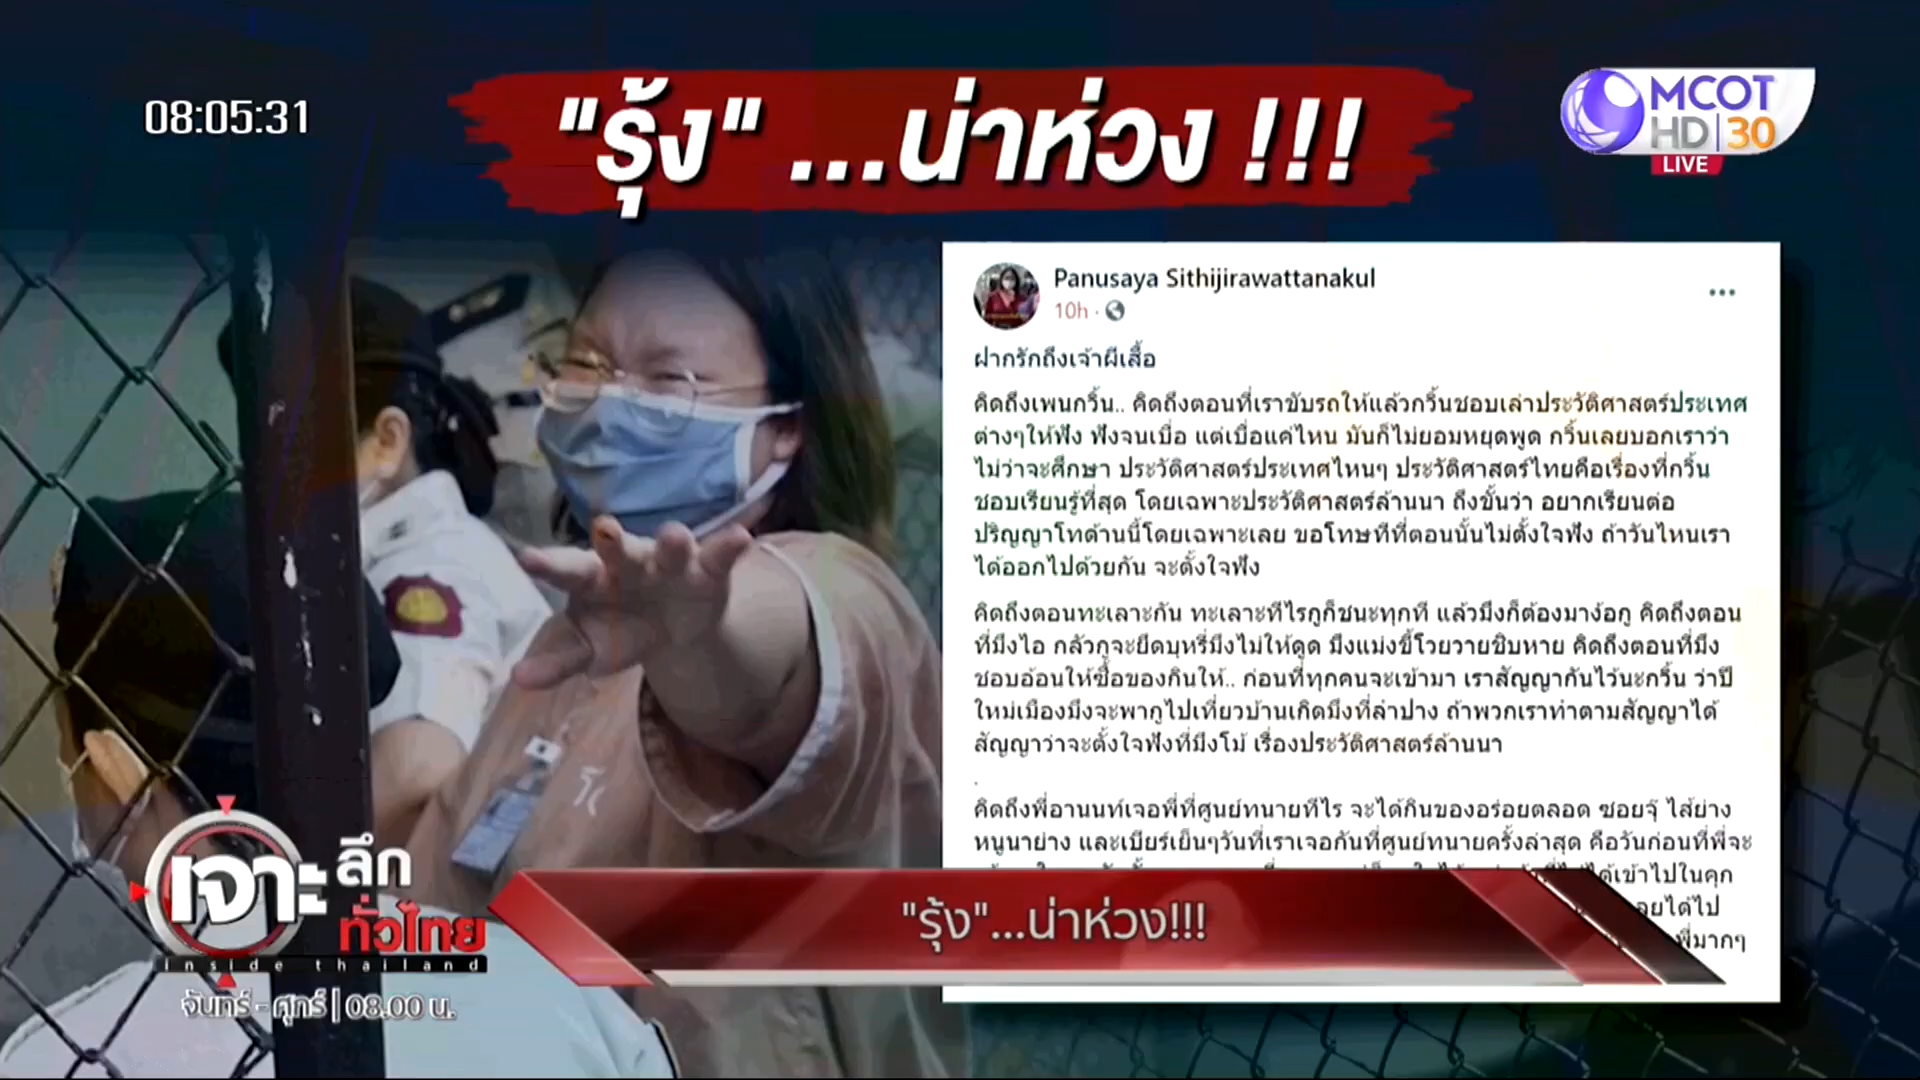 08:05:31
"รุ้ง" ...น่าห่วง !!!
MCOT
HD 30
LIVE
Panusaya Sithijirawattanakul
10h
ฝากรักถึงเจ้าผีเสื้อ
คิดถึงเพนกวิ้น.. คิดถึงตอนที่เราขับรถให้แล้วกวิ้นชอบเล่าประวัติศาสตร์ประเทศ
ต่างๆให้ฟัง ฟังจนเบื่อ แต่เบื่อแค่ไหน มันก็ไม่ยอมหยุดพูด กวิ้นเลยบอกเราว่า
ไม่ว่าจะศึกษา ประวัติศาสตร์ประเทศไหนๆ ประวัติศาสตร์ไทยคือเรื่องที่กวิ้น
ชอบเรียนรู้ที่สุด โดยเฉพาะประวัติศาสตร์ล้านนา ถึงขั้นว่า อยากเรียนต่อ
ปริญญาโทด้านนี้โดยเฉพาะเลย ขอโทษทีที่ตอนนั้นไม่ตั้งใจฟัง ถ้าวันไหนเรา
ได้ออกไปด้วยกัน จะตั้งใจฟัง
คิดถึงตอนทะเลาะกัน ทะเลาะทีไรกูก็ชนะทุกที แล้วมึงก็ต้องมาง้อกู คิดถึงตอน
ที่มึงไอ กลัวกูจะยึดบุหรี่มึงไม่ให้ดูด มึงแม่งขี้โวยวายชิบหาย คิดถึงตอนที่มึง
ชอบอ้อนให้ซื้อของกินให้.. ก่อนที่ทุกคนจะเข้ามา เราสัญญากันไว้นะกวิ้น ว่าปี
ใหม่เมืองมึงจะพากูไปเที่ยวบ้านเกิดมึงที่ลำปาง ถ้าพวกเราทำตามสัญญาได้
สัญญาว่าจะตั้งใจฟังที่มึงโม้ เรื่องประวัติศาสตร์ล้านนา
.
คิดถึงพี่อานนท์เจอพี่ที่ศูนย์ทนายทีไร จะได้กินของอร่อยตลอด ซอยจุ๊ ไส้ย่าง
หนูนาย่าง และเบียร์เย็นๆวันที่เราเจอกันที่ศูนย์ทนายครั้งล่าสุด คือวันก่อนที่พี่จะ
ได้เข้าไปในคุก
ลุยได้ไป
พี่มากๆ
"รุ้ง"...น่าห่วง!!!
เจาะลึก
ทั่วไทย
inside thailand
จันทร์ - ศุกร์ | 08.00 น.